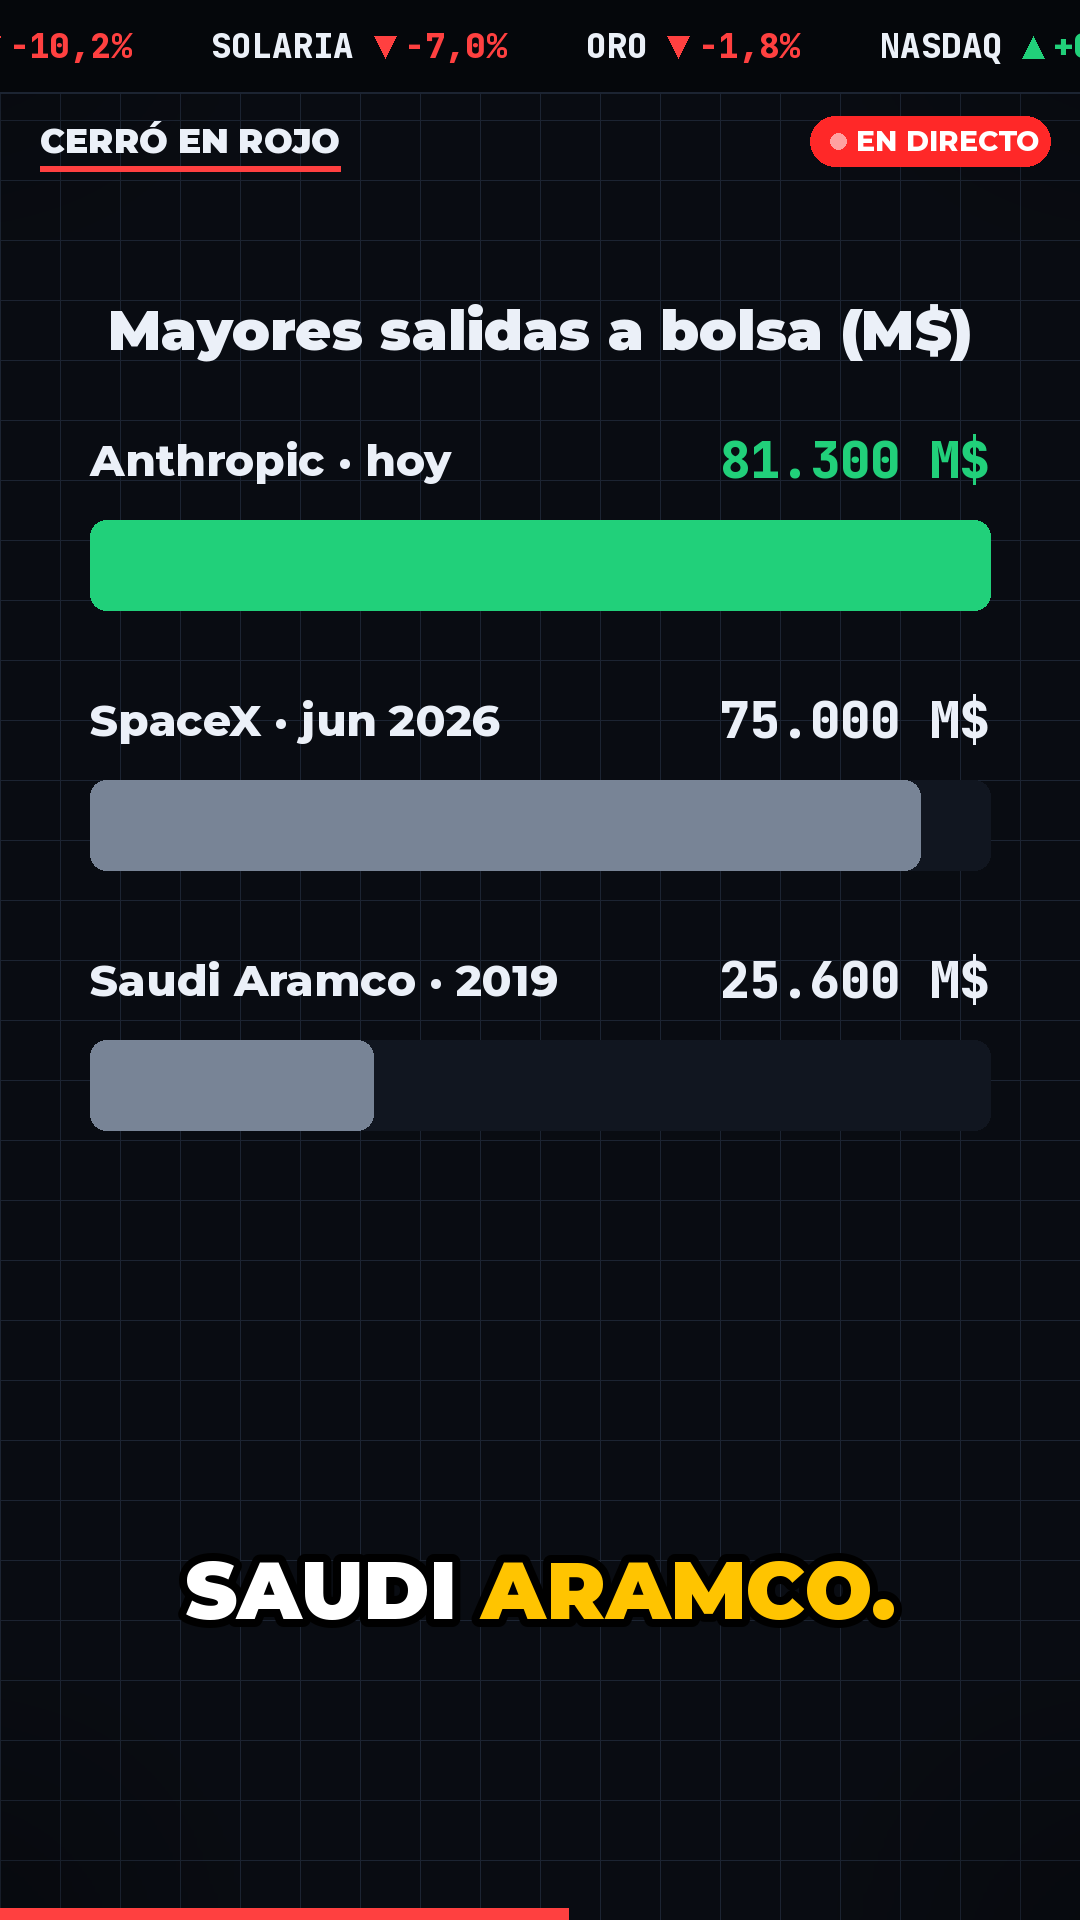 -10,2% SOLARIA ▼ -7,0% ORO ▼ -1,8% NASDAQ ▲
CERRÓ EN ROJO
EN DIRECTO
Mayores salidas a bolsa (M$)
Anthropic · hoy 81.300 M$
SpaceX · jun 2026 75.000 M$
Saudi Aramco · 2019 25.600 M$
SAUDI ARAMCO.